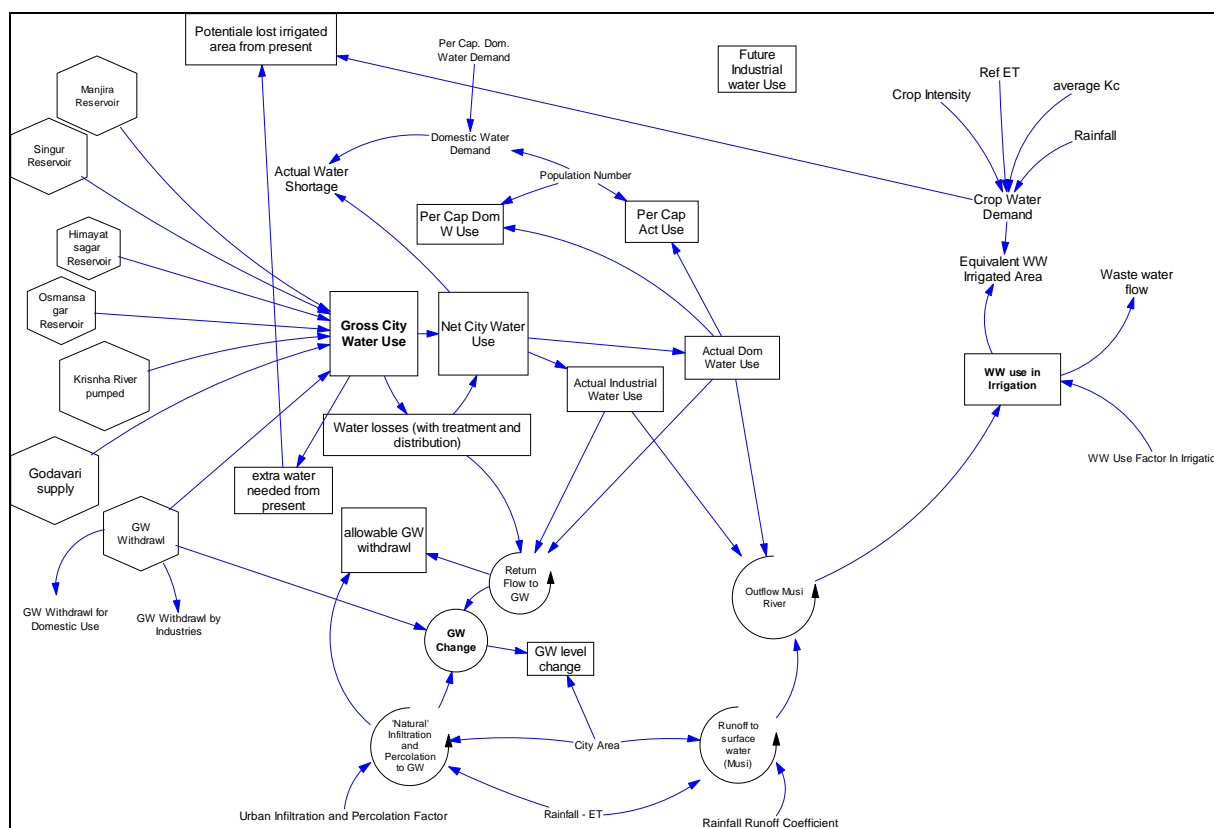 Potentiale lost irrigated
area from present
Per Cap. Dom.
Water Demand
Future
Industrial
water Use
Ref ET
Crop Intensity
average Kc
Rainfall
Manjira
Reservoir
Singur
Reservoir
Domestic Water
Demand
Actual Water
Shortage
Population Number
Crop Water
Demand
Per Cap Dom
W Use
Per Cap
Act Use
Himayat
sagar
Reservoir
Equivalent WW
Irrigated Area
Waste water
flow
Osmansa
gar
Reservoir
Gross City
Water Use
Net City Water
Use
Actual Dom
Water Use
Krisnha River
pumped
Actual Industrial
Water Use
WW use in
Irrigation
Water losses (with treatment and
distribution)
WW Use Factor In Irrigatio
Godavari
supply
extra water
needed from
present
GW
Withdrawl
allowable GW
withdrawl
Return
Flow to
GW
Outflow Musi
River
GW Withdrawl for
Domestic Use
GW Withdrawl by
Industries
GW
Change
GW level
change
'Natural'
Infiltration
and
Percolation
to GW
City Area
Runoff to
surface
water
(Musi)
Urban Infiltration and Percolation Factor
Rainfall - ET
Rainfall Runoff Coefficient